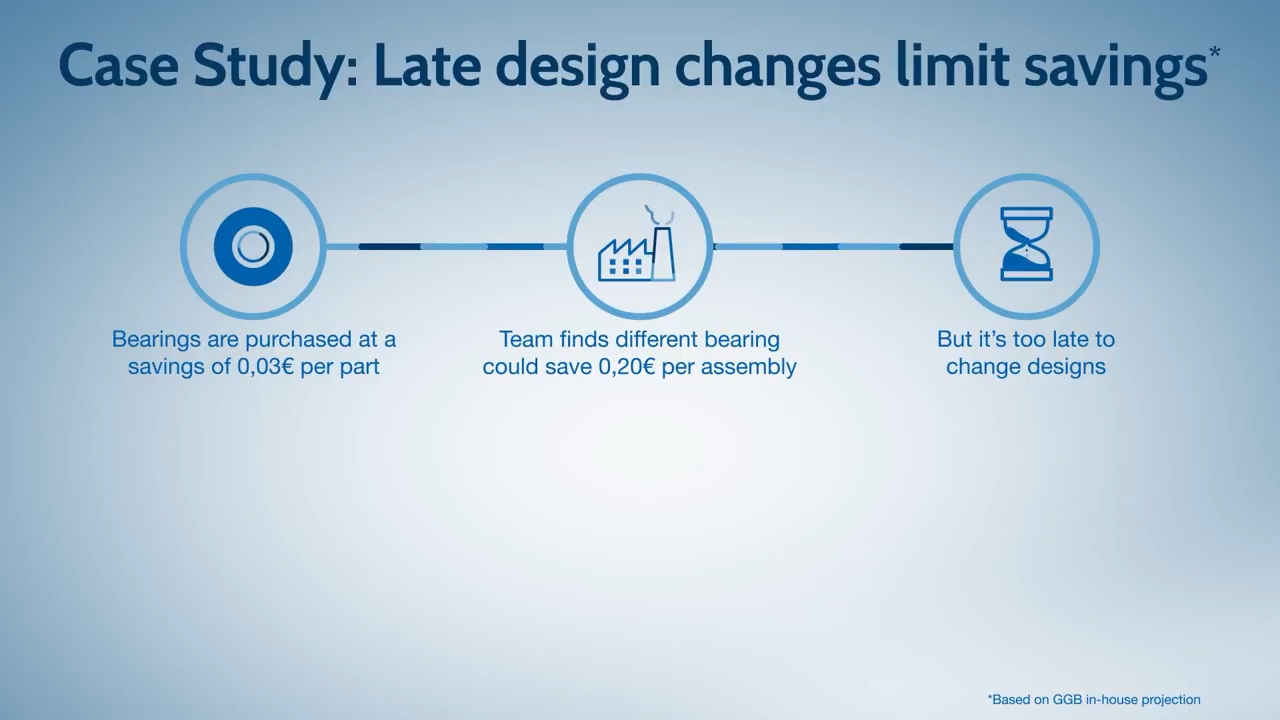 Case Study: Late design changes limit savings*
Bearings are purchased at a
savings of 0,03€ per part
Team finds different bearing
could save 0,20€ per assembly
But it’s too late to
change designs
*Based on GGB in-house projection